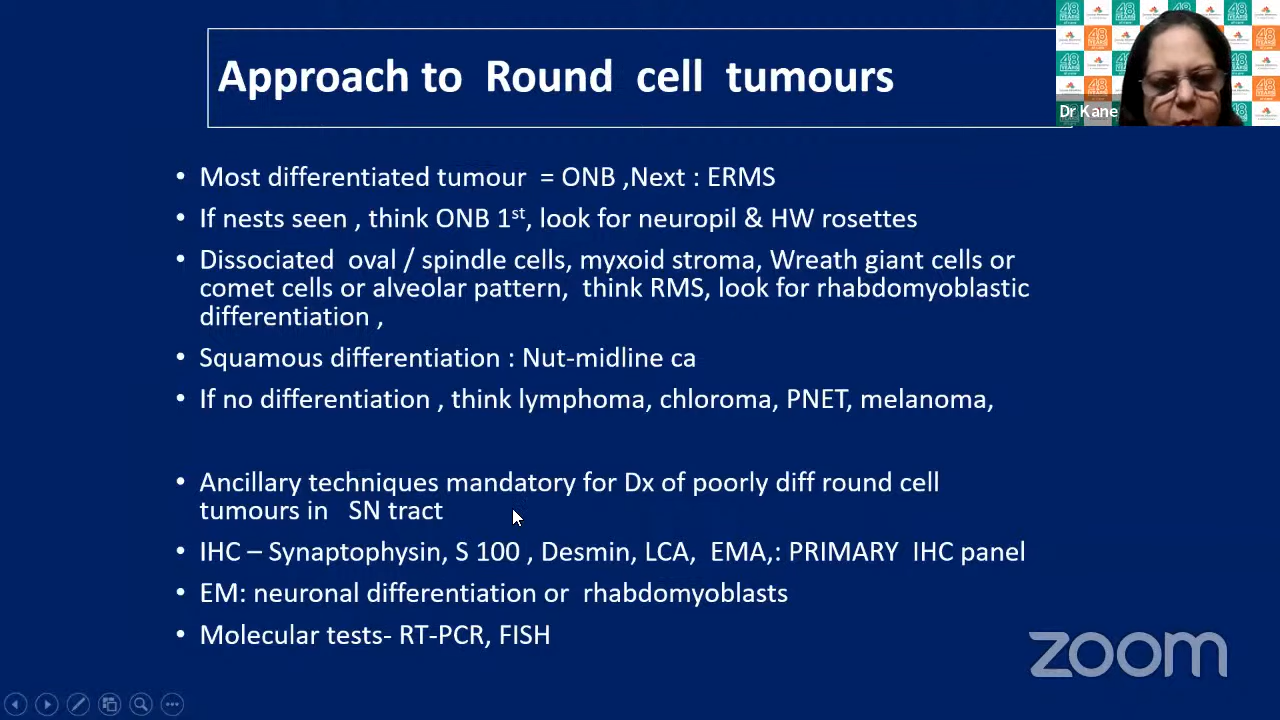 Approach to Round cell tumours
48
YEARS
Dr Kane
• Most differentiated tumour = ONB ,Next : ERMS
• If nests seen , think ONB 1st, look for neuropil & HW rosettes
• Dissociated oval / spindle cells, myxoid stroma, Wreath giant cells or
comet cells or alveolar pattern, think RMS, look for rhabdomyoblastic
differentiation ,
• Squamous differentiation : Nut-midline ca
• If no differentiation , think lymphoma, chloroma, PNET, melanoma,
• Ancillary techniques mandatory for Dx of poorly diff round cell
tumours in SN tract
• IHC – Synaptophysin, S 100 , Desmin, LCA, EMA,: PRIMARY IHC panel
• EM: neuronal differentiation or rhabdomyoblasts
• Molecular tests- RT-PCR, FISH
zoom